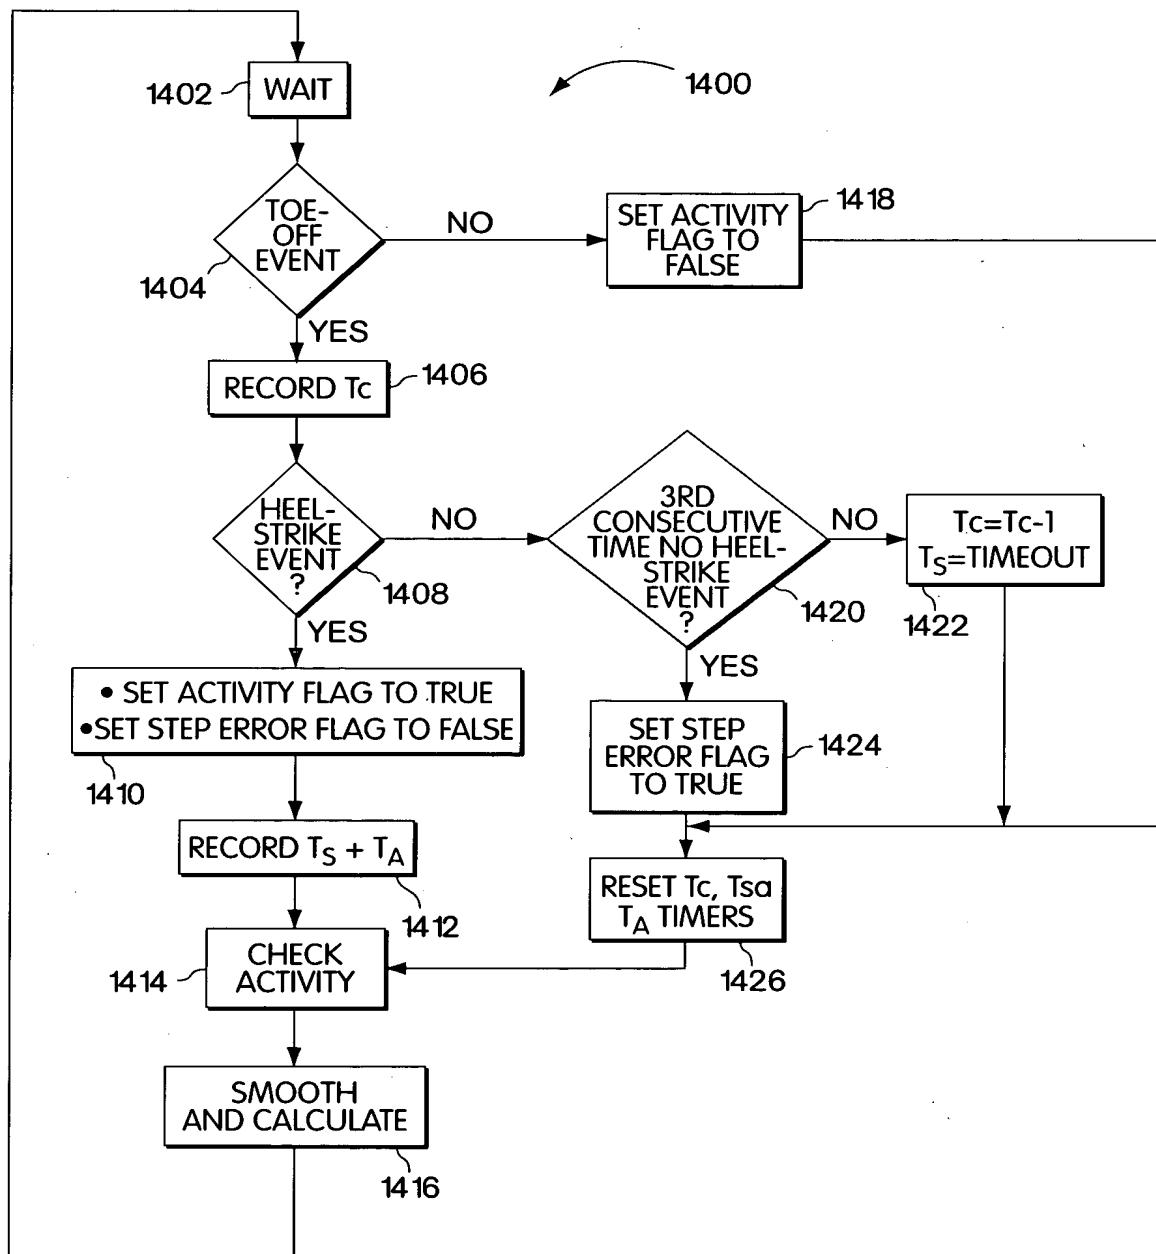 1400
1402
WAIT
TOE-
OFF
EVENT
1404
NO
SET ACTIVITY
FLAG TO
FALSE
1418
YES
RECORD Tc
1406
HEEL-
STRIKE
EVENT
?
1408
NO
3RD
CONSECUTIVE
TIME NO HEEL-
STRIKE
EVENT
?
1420
NO
Tc=Tc-1
TS=TIMEOUT
1422
YES
• SET ACTIVITY FLAG TO TRUE
•SET STEP ERROR FLAG TO FALSE
1410
YES
SET STEP
ERROR FLAG
TO TRUE
1424
RECORD TS + TA
1412
RESET Tc, Tsa
TA TIMERS
1426
CHECK
ACTIVITY
1414
SMOOTH
AND CALCULATE
1416